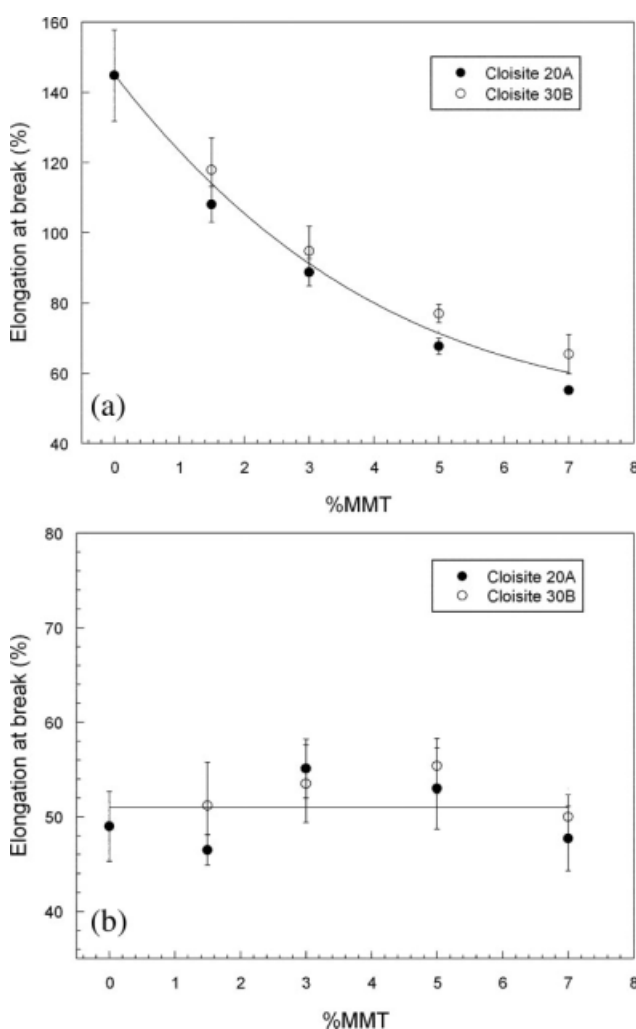 160
140
120
100
80
60
40
Elongation at break (%)
Cloisite 20A
Cloisite 30B
(a)
0 1 2 3 4 5 6 7 8
%MMT
80
70
60
50
40
Elongation at break (%)
Cloisite 20A
Cloisite 30B
(b)
0 1 2 3 4 5 6 7 8
%MMT